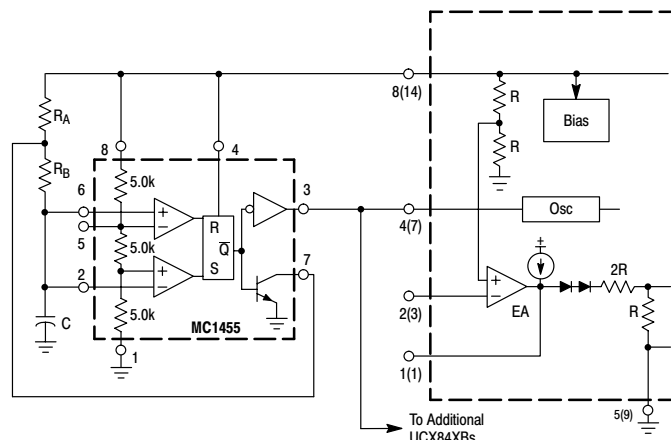 8(14)
R
R
Bias
RA
RB
8
4
5.0k
6
5
2
5.0k
5.0k
R
S
Q
3
7
MC1455
C
1
4(7)
Osc
2(3)
1(1)
EA
2R
R
5(9)
To Additional
UCX84XBs